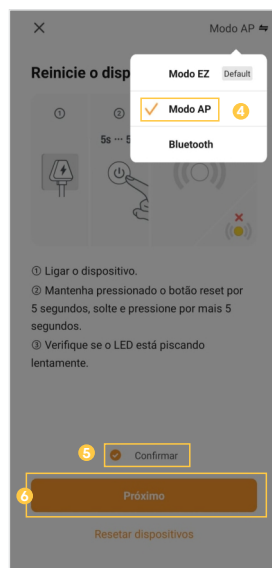 Modo AP
Reinicie o disp
Modo EZ Default
Modo AP 4
Bluetooth
① ②
5s ··· 5
① Ligar o dispositivo.
② Mantenha pressionado o botão reset por
5 segundos, solte e pressione por mais 5
segundos.
③ Verifique se o LED está piscando
lentamente.
5 Confirmar
6 Próximo
Resetar dispositivos